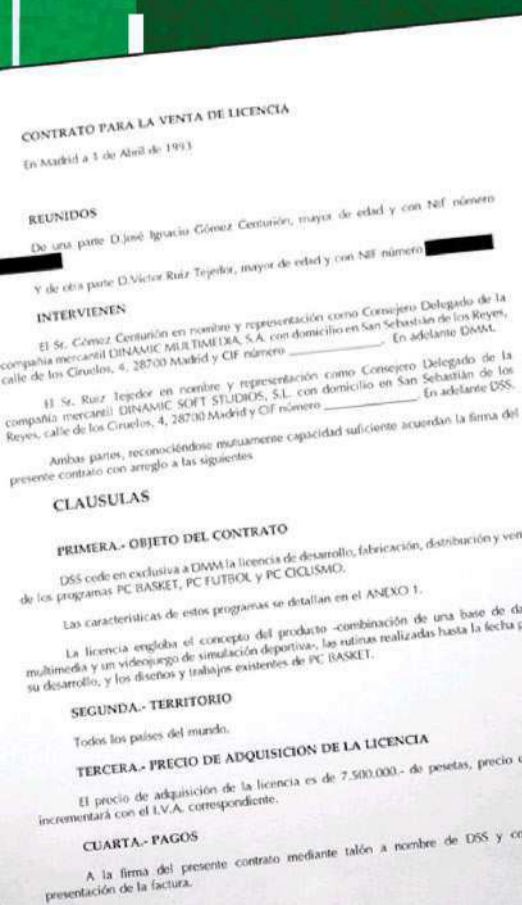 CONTRATO PARA LA VENTA DE LICENCIA
En Madrid a 1 de Abril de 1993
REUNIDOS
De una parte D.José Ignacio Gómez Centurión, mayor de edad y con Nif número
Y de otra parte D.Víctor Ruiz Tejedor, mayor de edad y con NIF número
INTERVIENEN
El Sr. Gómez Centurión en nombre y representación como Consejero Delegado de la
compañía mercantil DINAMIC MULTIMEDIA, S.A. con domicilio en San Sebastián de los Reyes,
calle de los Ciruelos, 4, 28700 Madrid y CIF número ____________. En adelante DMM.
El Sr. Ruiz Tejedor en nombre y representación como Consejero Delegado de la
compañía mercantil DINAMIC SOFT STUDIOS, S.L. con domicilio en San Sebastián de los
Reyes, calle de los Ciruelos, 4, 28700 Madrid y CIF número ____________. En adelante DSS.
Ambas partes, reconociéndose mutuamente capacidad suficiente acuerdan la firma del
presente contrato con arreglo a las siguientes
CLAUSULAS
PRIMERA.- OBJETO DEL CONTRATO
DSS cede en exclusiva a DMM la licencia de desarrollo, fabricación, distribución y ven
de los programas PC BASKET, PC FUTBOL y PC CICLISMO.
Las características de estos programas se detallan en el ANEXO 1.
La licencia engloba el concepto del producto -combinación de una base de da
multimedia y un videojuego de simulación deportiva-, las rutinas realizadas hasta la fecha p
su desarrollo, y los diseños y trabajos existentes de PC BASKET.
SEGUNDA.- TERRITORIO
Todos los países del mundo.
TERCERA.- PRECIO DE ADQUISICION DE LA LICENCIA
El precio de adquisición de la licencia es de 7.500.000.- de pesetas, precio
incrementará con el I.V.A. correspondiente.
CUARTA.- PAGOS
A la firma del presente contrato mediante talón a nombre de DSS y co
presentación de la factura.